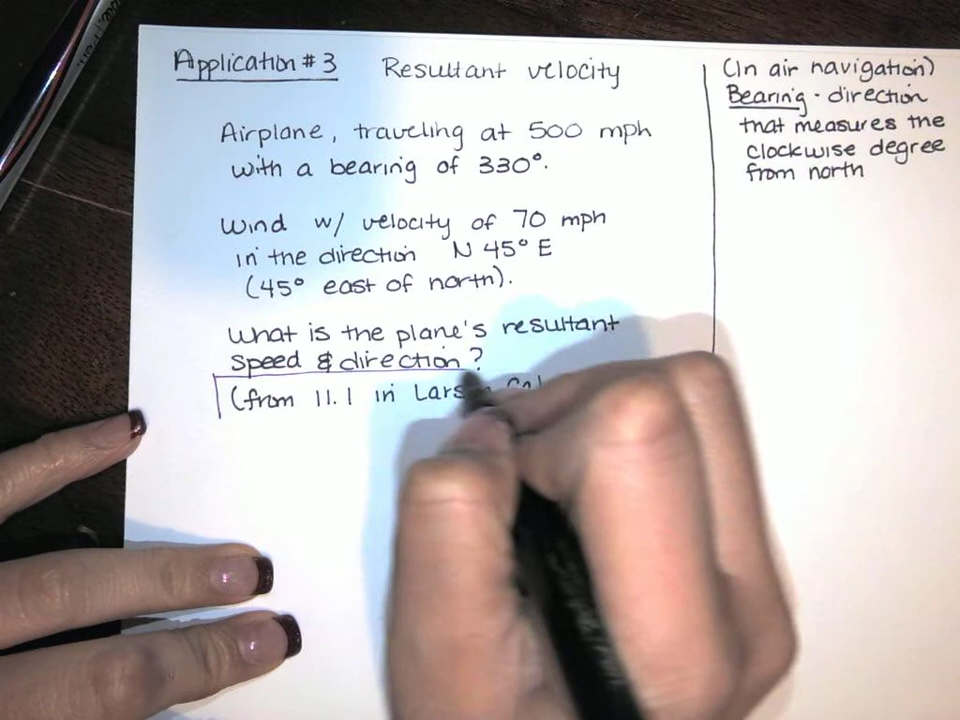 Application #3 Resultant velocity
Airplane, traveling at 500 mph
with a bearing of 330°.
Wind w/ velocity of 70 mph
in the direction N 45° E
(45° east of north).
What is the plane's resultant
speed & direction?
(from 11.1 in
(In air navigation)
Bearing - direction
that measures the
clockwise degree
from north